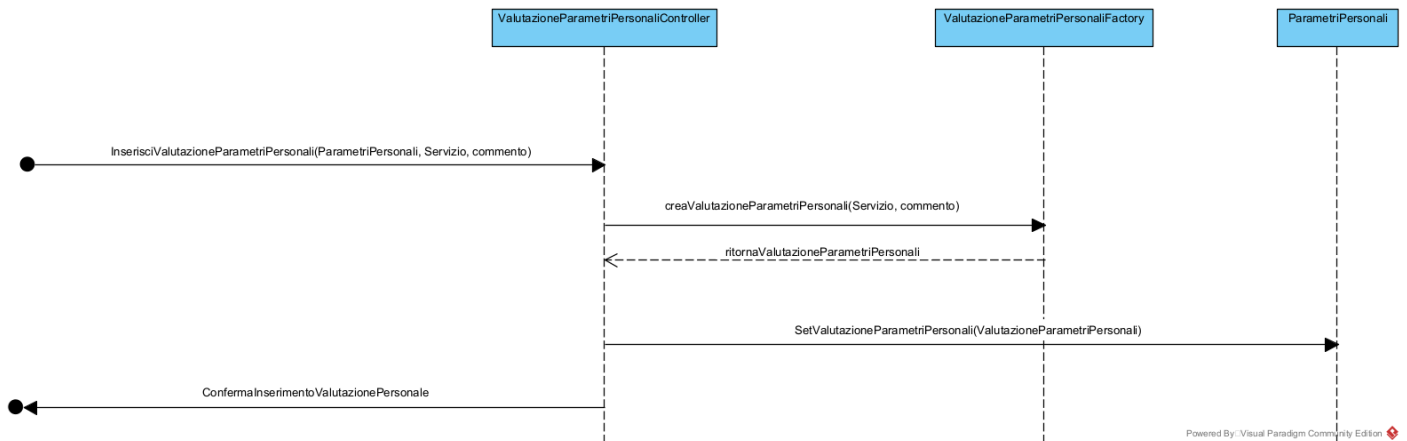 ValutazioneParametriPersonaliController
ValutazioneParametriPersonaliFactory
ParametriPersonali
InserisciValutazioneParametriPersonali(ParametriPersonali, Servizio, commento)
creaValutazioneParametriPersonali(Servizio, commento)
ritornaValutazioneParametriPersonali
SetValutazioneParametriPersonali(ValutazioneParametriPersonali)
ConfermaInserimentoValutazionePersonale
Powered By Visual Paradigm Community Edition